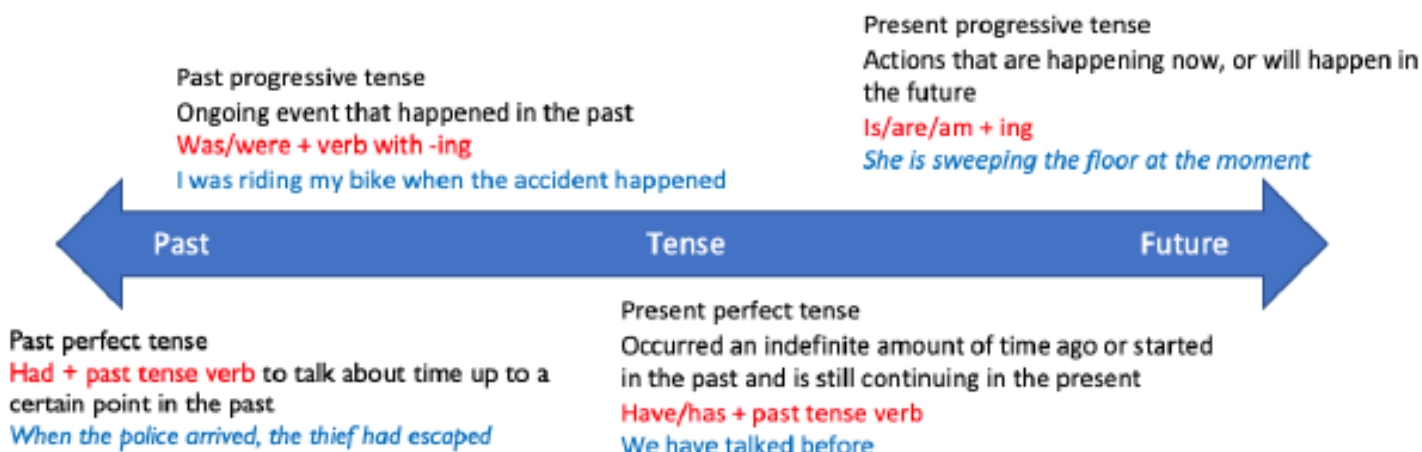 Present progressive tense
Actions that are happening now, or will happen in
the future
Is/are/am + ing
She is sweeping the floor at the moment
Past progressive tense
Ongoing event that happened in the past
Was/were + verb with -ing
I was riding my bike when the accident happened
Past
Tense
Future
Past perfect tense
Had + past tense verb to talk about time up to a
certain point in the past
When the police arrived, the thief had escaped
Present perfect tense
Occurred an indefinite amount of time ago or started
in the past and is still continuing in the present
Have/has + past tense verb
We have talked before